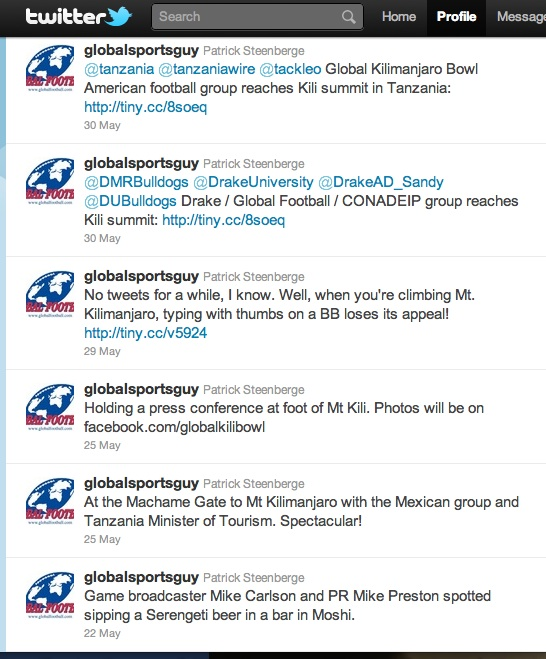 twitter Search Home Profile Messag
globalsportsguy Patrick Steenberge
@tanzania @tanzaniawire @tackleo Global Kilimanjaro Bowl
American football group reaches Kili summit in Tanzania:
http://tiny.cc/8soeq
30 May
globalsportsguy Patrick Steenberge
@DMRBulldogs @DrakeUniversity @DrakeAD_Sandy
@DUBulldogs Drake / Global Football / CONADEIP group reaches
Kili summit: http://tiny.cc/8soeq
30 May
globalsportsguy Patrick Steenberge
No tweets for a while, I know. Well, when you're climbing Mt.
Kilimanjaro, typing with thumbs on a BB loses its appeal!
http://tiny.cc/v5924
29 May
globalsportsguy Patrick Steenberge
Holding a press conference at foot of Mt Kili. Photos will be on
facebook.com/globalkilibowl
25 May
globalsportsguy Patrick Steenberge
At the Machame Gate to Mt Kilimanjaro with the Mexican group and
Tanzania Minister of Tourism. Spectacular!
25 May
globalsportsguy Patrick Steenberge
Game broadcaster Mike Carlson and PR Mike Preston spotted
sipping a Serengeti beer in a bar in Moshi.
22 May